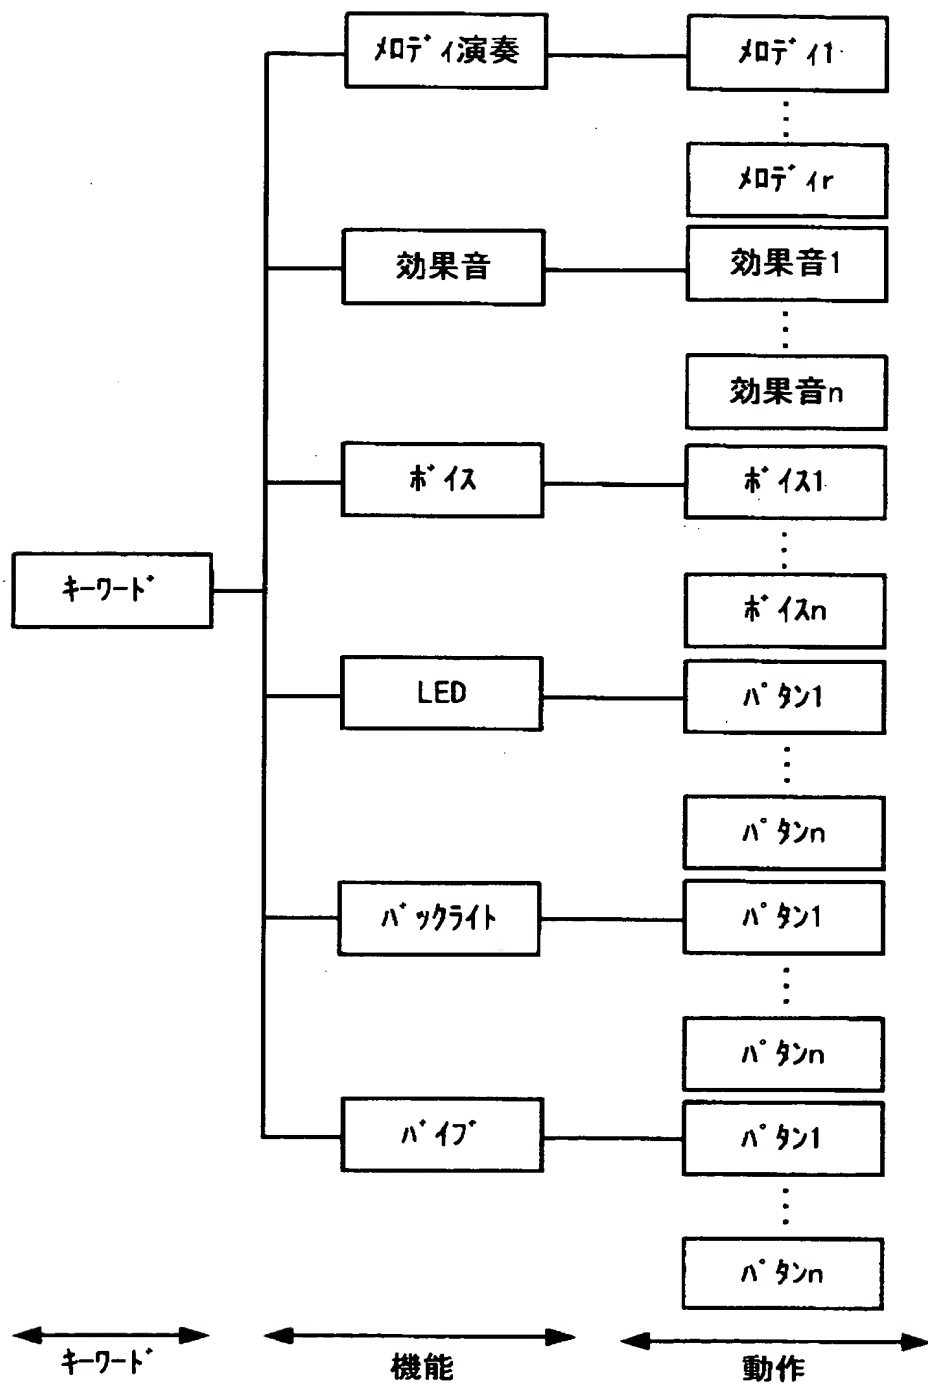 メロディ演奏
メロディ1
メロディr
効果音
効果音1
効果音n
ボイス
ボイス1
ボイスn
キーワード
LED
パタン1
パタンn
バックライト
パタン1
パタンn
バイブ
パタン1
パタンn
キーワード
機能
動作